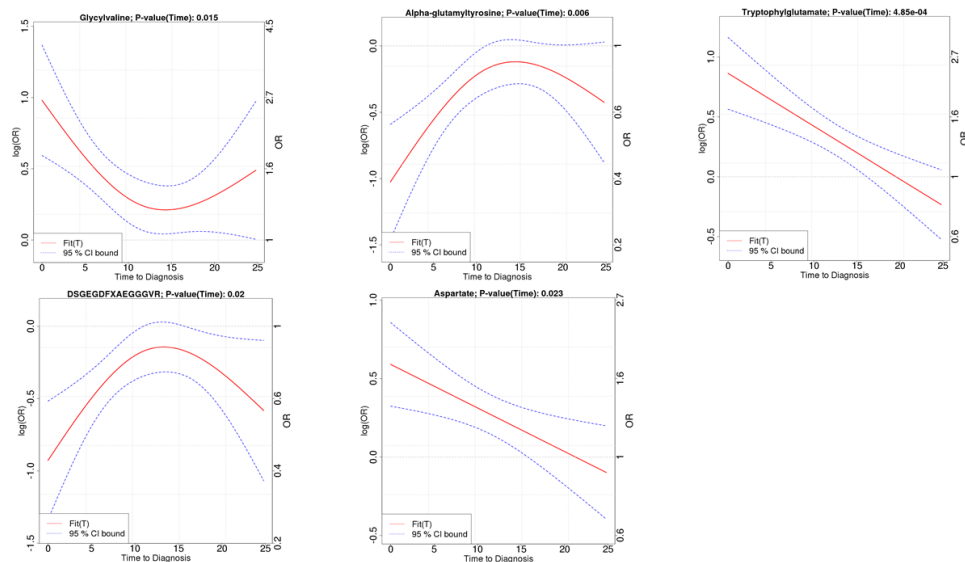 Glycylvaline; P-value(Time): 0.015
1.5
1.0
0.5
0.0
log(OR)
4.5
2.7
1.6
1
OR
Fit(T)
95 % CI bound
0 5 10 15 20 25
Time to Diagnosis
Alpha-glutamyltyrosine; P-value(Time): 0.006
0.0
-0.5
-1.0
-1.5
log(OR)
1
0.6
0.4
0.2
OR
Fit(T)
95 % CI bound
0 5 10 15 20 25
Time to Diagnosis
Tryptophylglutamate; P-value(Time): 4.85e-04
1.0
0.5
0.0
-0.5
log(OR)
2.7
1.6
1
0.6
OR
Fit(T)
95 % CI bound
0 5 10 15 20 25
Time to Diagnosis
DSGEGDFXAEGGGVR; P-value(Time): 0.02
0.0
-0.5
-1.0
-1.5
log(OR)
1
0.6
0.4
0.2
OR
Fit(T)
95 % CI bound
0 5 10 15 20 25
Time to Diagnosis
Aspartate; P-value(Time): 0.023
1.0
0.5
0.0
-0.5
log(OR)
2.7
1.6
1
0.6
OR
Fit(T)
95 % CI bound
0 5 10 15 20 25
Time to Diagnosis